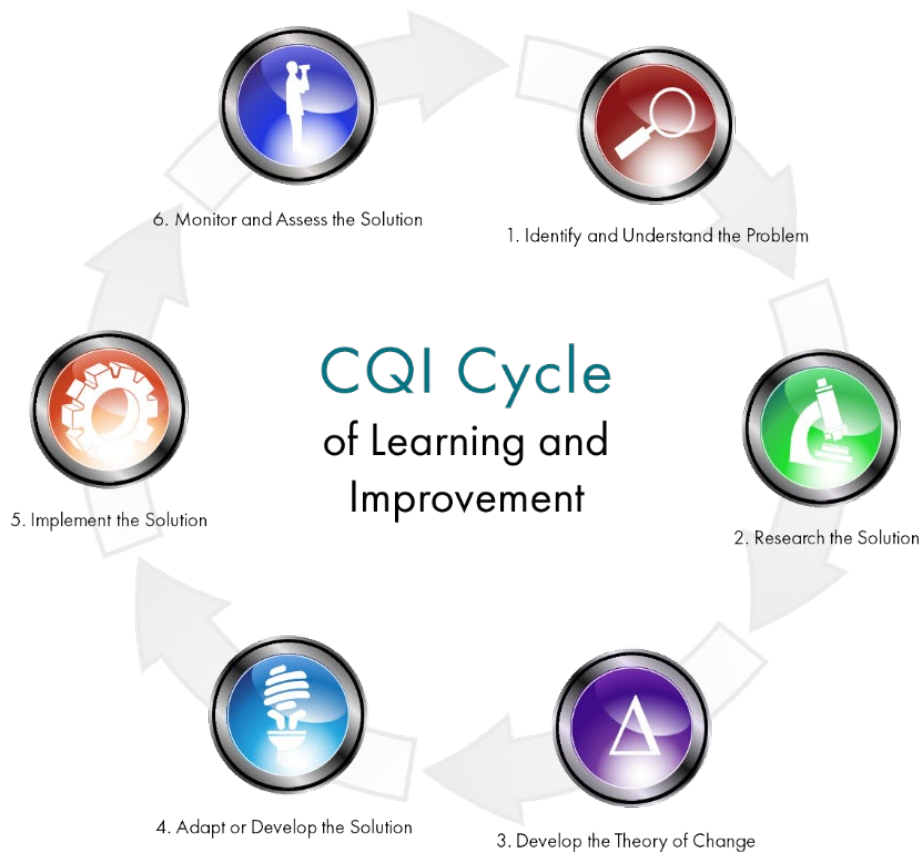 CQI Cycle
of Learning and
Improvement
1. Identify and Understand the Problem
2. Research the Solution
3. Develop the Theory of Change
4. Adapt or Develop the Solution
5. Implement the Solution
6. Monitor and Assess the Solution